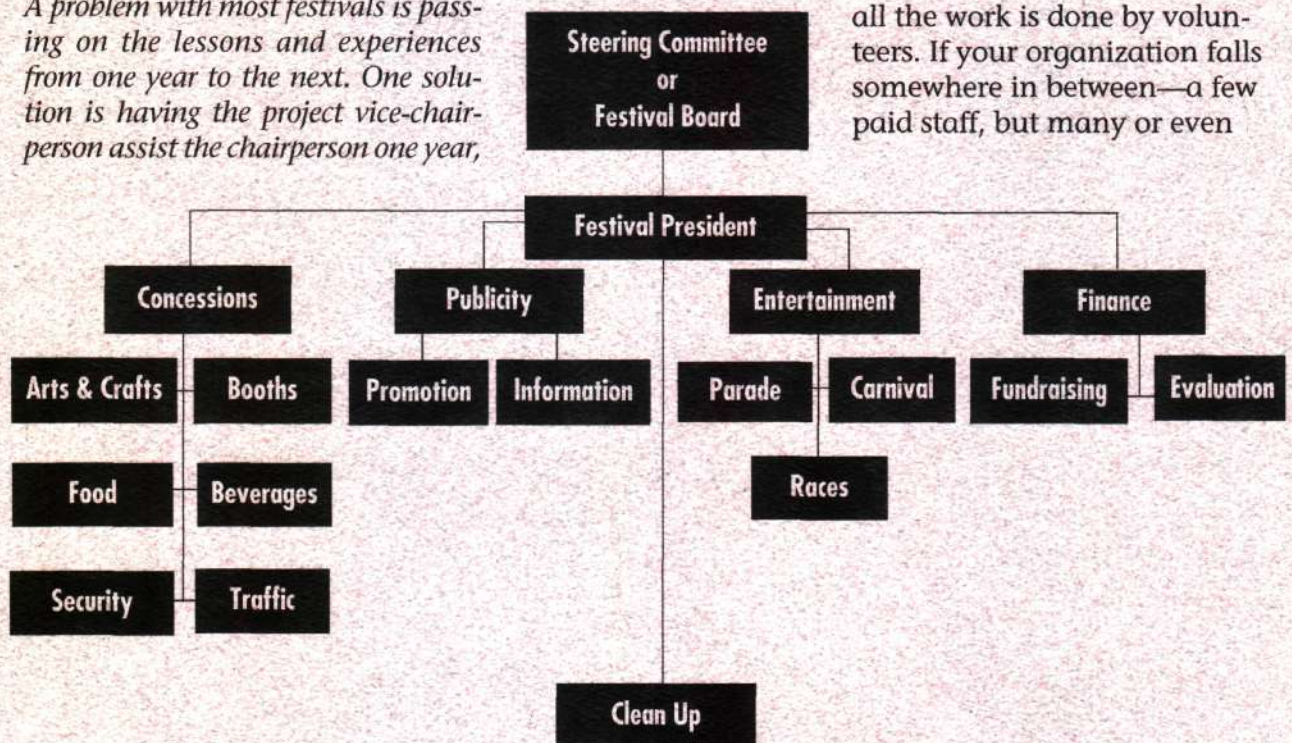 A problem with most festivals is pass-
ing on the lessons and experiences
from one year to the next. One solu-
tion is having the project vice-chair-
person assist the chairperson one year,
all the work is done by volun-
teers. If your organization falls
somewhere in between—a few
paid staff, but many or even
Steering Committee
or
Festival Board
Festival President
Concessions
Publicity
Entertainment
Finance
Arts & Crafts
Booths
Promotion
Information
Parade
Carnival
Fundraising
Evaluation
Food
Beverages
Races
Security
Traffic
Clean Up